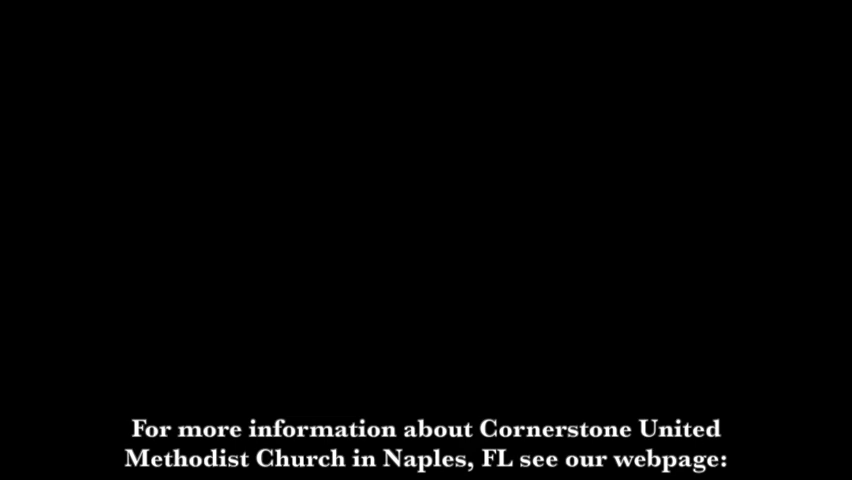 For more information about Cornerstone United
Methodist Church in Naples, FL see our webpage: